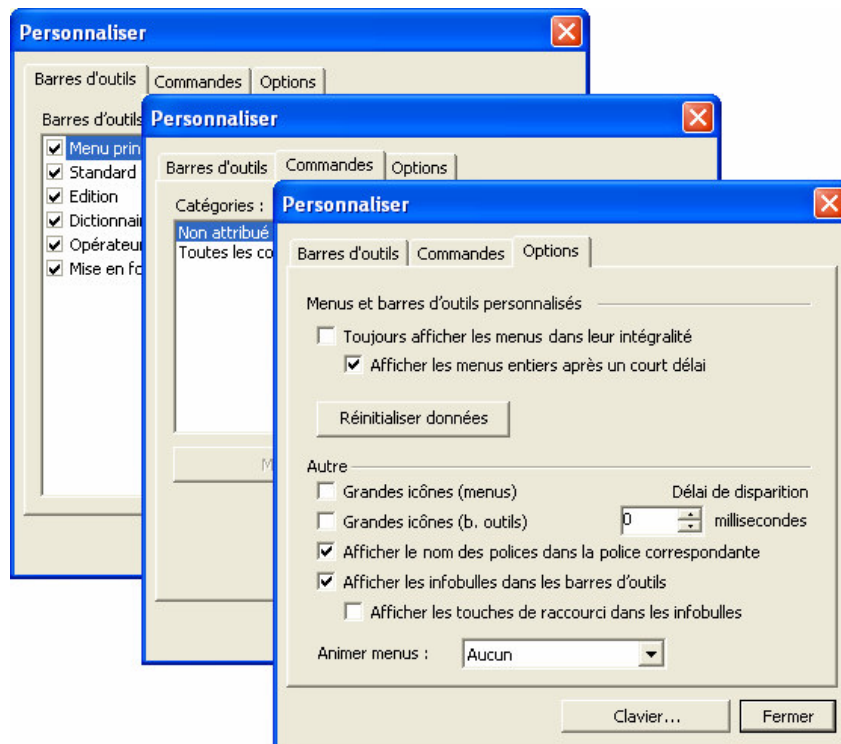 Personnaliser
Barres d'outils Commandes Options
Barres d'outils
Menu prin
Standard
Edition
Dictionnai
Opérateu
Mise en fo
Personnaliser
Barres d'outils Commandes Options
Catégories :
Non attribué
Toutes les co
M
Personnaliser
Barres d'outils Commandes Options
Menus et barres d'outils personnalisés
Toujours afficher les menus dans leur intégralité
Afficher les menus entiers après un court délai
Réinitialiser données
Autre
Grandes icônes (menus) Délai de disparition
Grandes icônes (b. outils) 0 millisecondes
Afficher le nom des polices dans la police correspondante
Afficher les infobulles dans les barres d'outils
Afficher les touches de raccourci dans les infobulles
Animer menus : Aucun
Clavier... Fermer